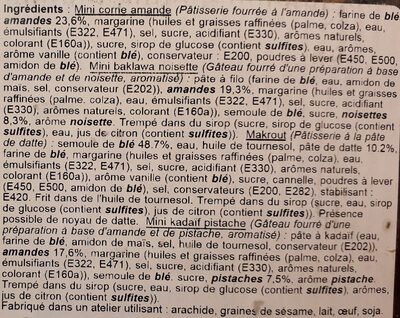 Ingrédients : Mini corne amande (Pâtisserie fourrée à l'amande) : farine de blé
amandes 23,6%, margarine (huiles et graisses raffinées (palme, colza), eau,
émulsifiants (E322, E471), sel, sucre, acidifiant (E330), arômes naturels,
colorant (E160a)), sucre, sirop de glucose (contient sulfites), eau, arômes,
arôme vanille (contient blé), conservateur : E200, poudres à lever (E450, E500,
amidon de blé). Mini baklawa noisette (Gâteau fourré d'une préparation à base
d'amande et de noisette, aromatisé) : pâte à filo (farine de blé, eau, amidon de
maïs, sel, conservateur (E202)), amandes 19,3%, margarine (huiles et graisses
raffinées (palme, colza), eau, émulsifiants (E322, E471), sel, sucre, acidifiant
(E330), arômes naturels, colorant (E160a)), semoule de blé, sucre, noisettes
8,3%, arôme noisette. Trempé dans du sirop (sucre, sirop de glucose (contient
sulfites), eau, jus de citron (contient sulfites)). Makrout (Pâtisserie à la pâte
de datte) : semoule de blé 48.7%, eau, huile de tournesol, pâte de datte 10.2%,
farine de blé, margarine (huiles et graisses raffinées (palme, colza), eau,
émulsifiants (E322, E471), sel, sucre, acidifiant (E330), arômes naturels,
colorant (E160a)), arôme vanille (contient blé), sucre, cannelle, poudres à lever
(E450, E500, amidon de blé), sel, conservateurs (E200, E282), stabilisant :
E420. Frit dans de l'huile de tournesol. Trempé dans du sirop (sucre, eau, sirop
de glucose (contient sulfites), jus de citron (contient sulfites)). Présence
possible de noyau de datte. Mini kadaif pistache (Gâteau fourré d'une
préparation à base d'amande et de pistache, aromatisé) : pâte à kadaif (eau,
farine de blé, amidon de maïs, sel, huile de tournesol, conservateur (E202)),
amandes 17,6%, margarine (huiles et graisses raffinées (palme, colza), eau,
émulsifiants (E322, E471), sel, sucre, acidifiant (E330), arômes naturels,
colorant (E160a)), semoule de blé, sucre, pistaches 7,5%, arôme pistache.
Trempé dans du sirop (sucre, eau, sirop de glucose (contient sulfites), arômes,
jus de citron (contient sulfites)).
Fabriqué dans un atelier utilisant : arachide, graines de sésame, lait, œuf, soja.